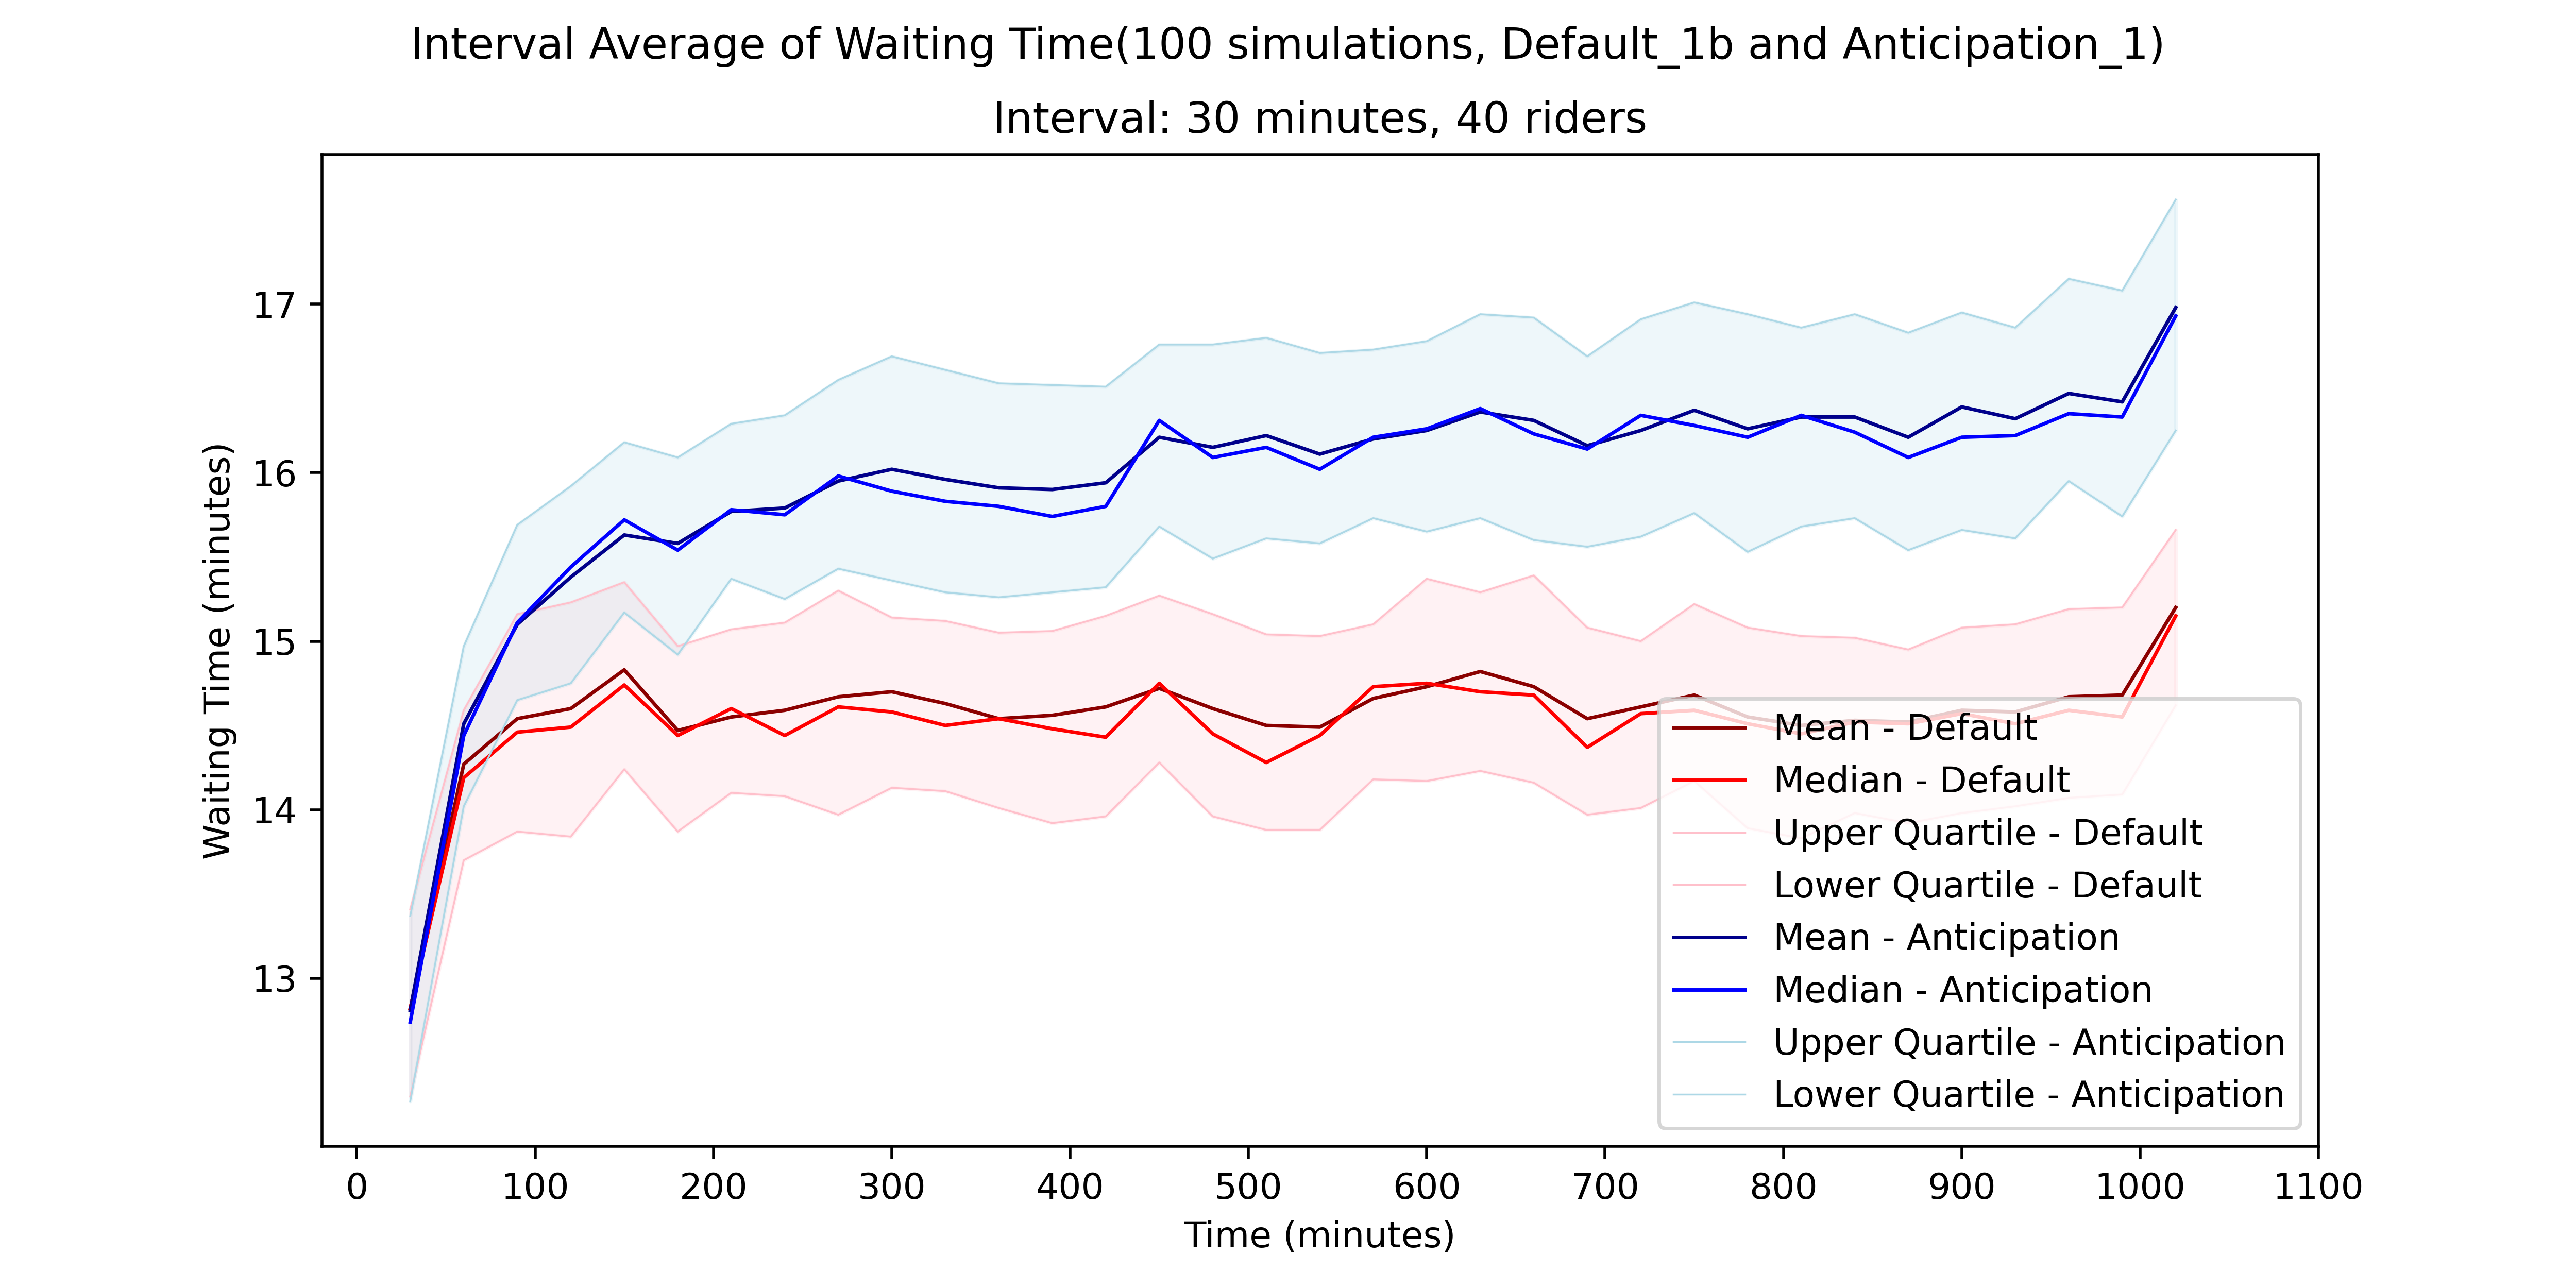 Interval Average of Waiting Time(100 simulations, Default_1b and Anticipation_1)
Interval: 30 minutes, 40 riders
Waiting Time (minutes)
17
16
15
14
13
Mean - Default
Median - Default
Upper Quartile - Default
Lower Quartile - Default
Mean - Anticipation
Median - Anticipation
Upper Quartile - Anticipation
Lower Quartile - Anticipation
0 100 200 300 400 500 600 700 800 900 1000 1100
Time (minutes)